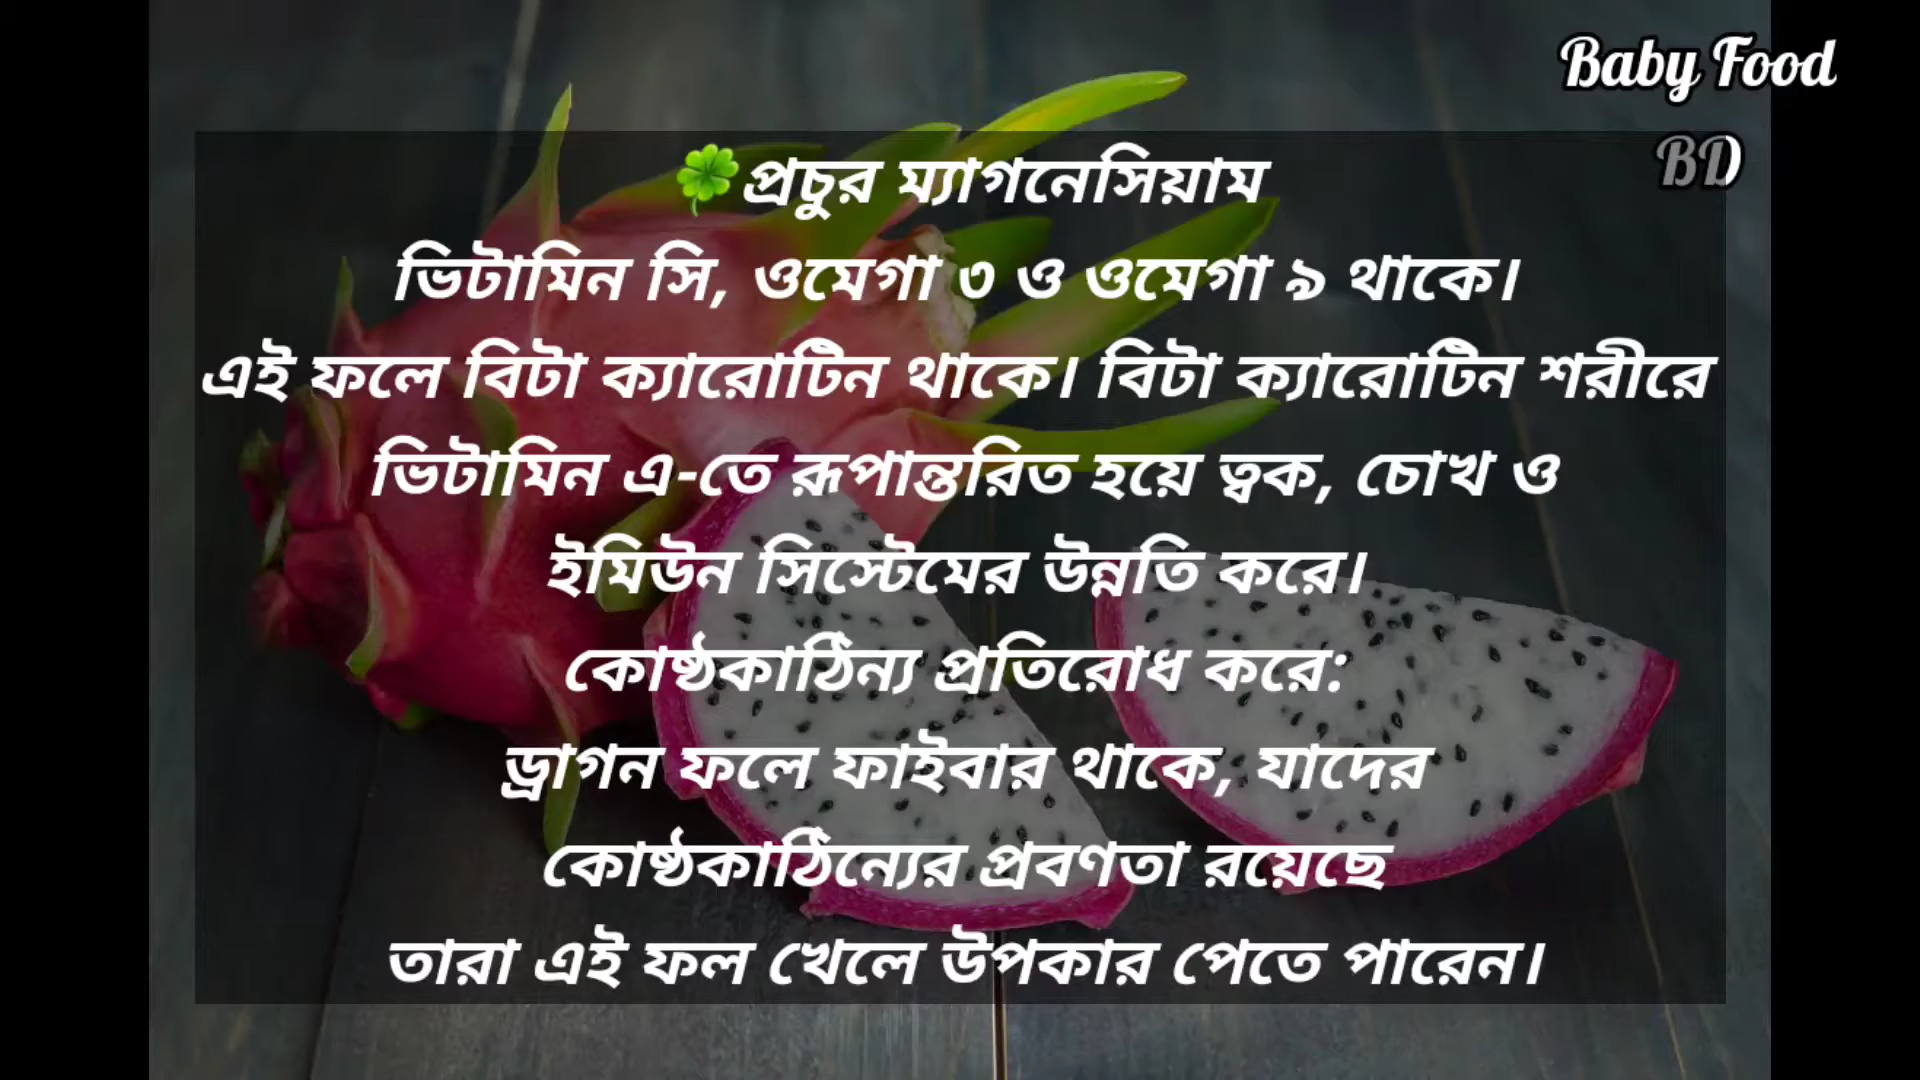 Baby Food
BD
🍀প্রচুর ম্যাগনেসিয়াম
ভিটামিন সি, ওমেগা ৩ ও ওমেগা ৯ থাকে।
এই ফলে বিটা ক্যারোটিন থাকে। বিটা ক্যারোটিন শরীরে
ভিটামিন এ-তে রূপান্তরিত হয়ে ত্বক, চোখ ও
ইমিউন সিস্টেমের উন্নতি করে।
কোষ্ঠকাঠিন্য প্রতিরোধ করে:
ড্রাগন ফলে ফাইবার থাকে, যাদের
কোষ্ঠকাঠিন্যের প্রবণতা রয়েছে
তারা এই ফল খেলে উপকার পেতে পারেন।